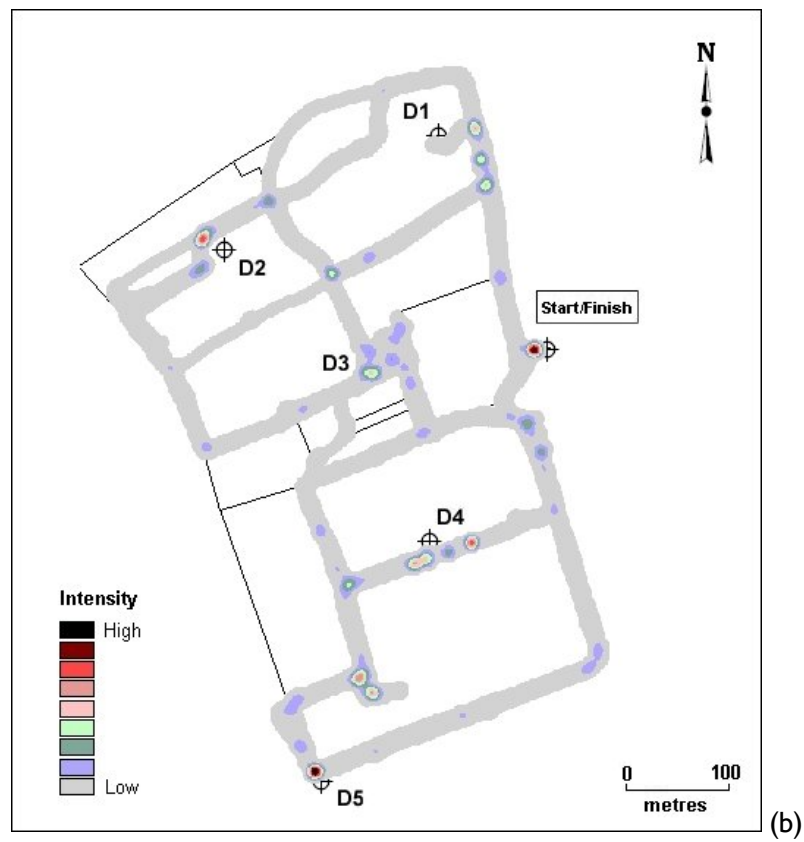 N
D1
D2
Start/Finish
D3
D4
Intensity
High
Low
D5
0 100
metres
(b)